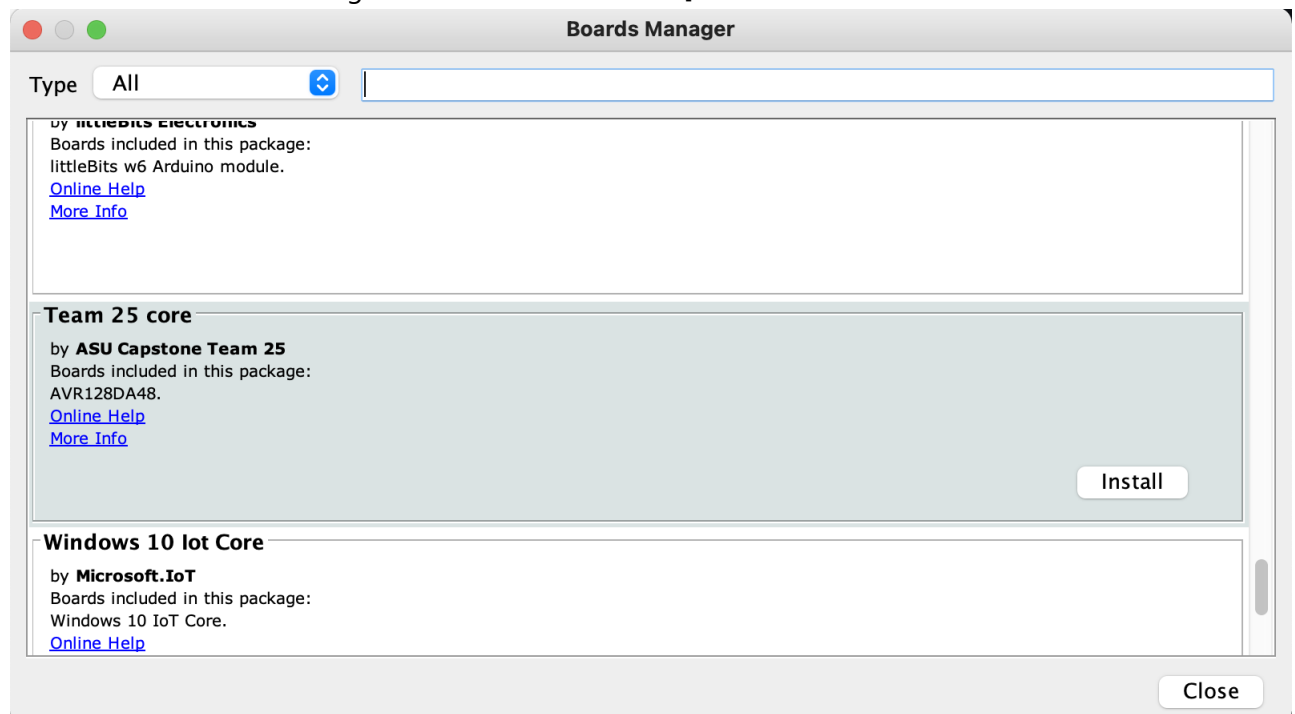 Boards Manager
Type All
by littleBits Electronics
Boards included in this package:
littleBits w6 Arduino module.
Online Help
More Info
Team 25 core
by ASU Capstone Team 25
Boards included in this package:
AVR128DA48.
Online Help
More Info
Install
Windows 10 Iot Core
by Microsoft.IoT
Boards included in this package:
Windows 10 IoT Core.
Online Help
Close